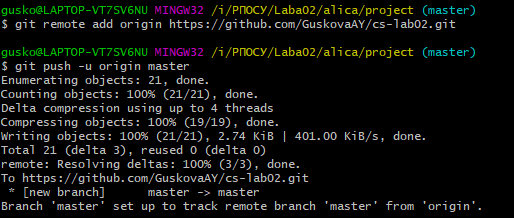 gusko@LAPTOP-VT7SV6NU MINGW32 /i/РПОСУ/Laba02/alica/project (master)
$ git remote add origin https://github.com/GuskovaAY/cs-lab02.git
gusko@LAPTOP-VT7SV6NU MINGW32 /i/РПОСУ/Laba02/alica/project (master)
$ git push -u origin master
Enumerating objects: 21, done.
Counting objects: 100% (21/21), done.
Delta compression using up to 4 threads
Compressing objects: 100% (19/19), done.
Writing objects: 100% (21/21), 2.74 KiB | 401.00 KiB/s, done.
Total 21 (delta 3), reused 0 (delta 0)
remote: Resolving deltas: 100% (3/3), done.
To https://github.com/GuskovaAY/cs-lab02.git
 * [new branch]      master -> master
Branch 'master' set up to track remote branch 'master' from 'origin'.